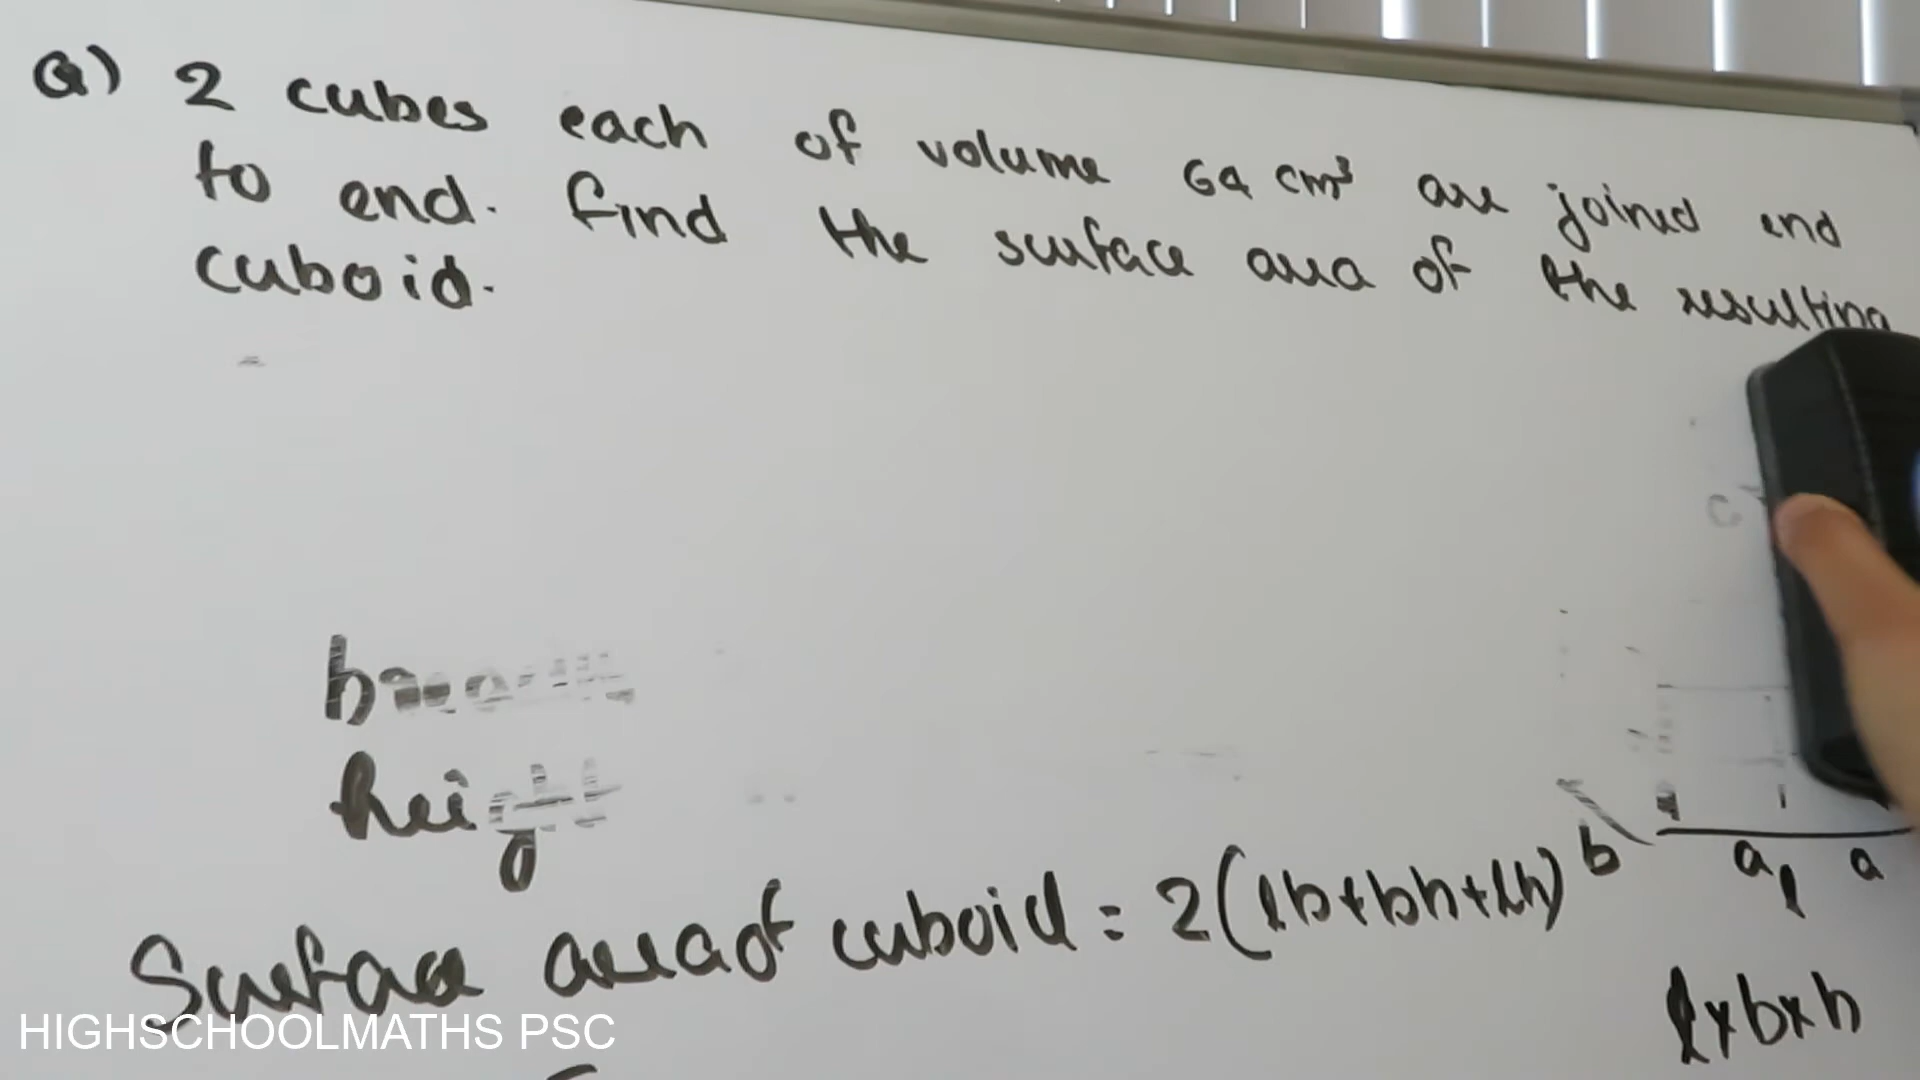 Q) 2 cubes each of volume 64 cm³ are joined end
to end. Find the surface area of the resulting
cuboid.
height
Surface area of cuboid = 2(lb+bh+lh)
b
a a
l
l×b×h
HIGHSCHOOLMATHS PSC